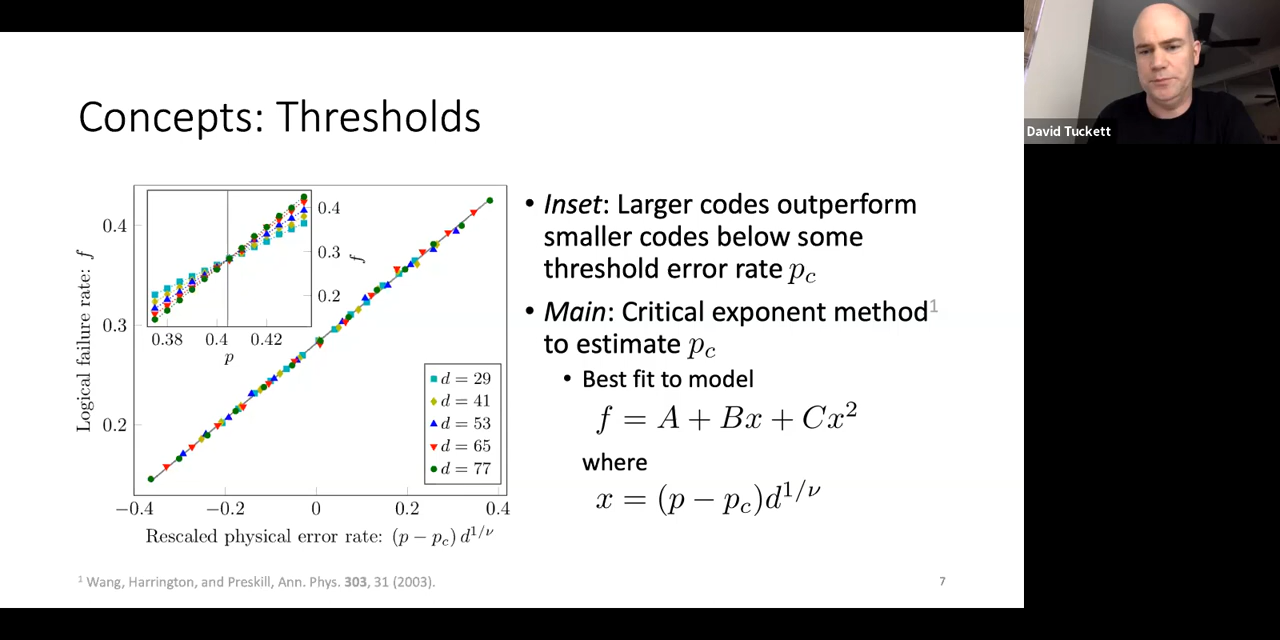 Concepts: Thresholds
Logical failure rate: f
0.4
0.3
0.2
−0.4
−0.2
0
0.2
0.4
Rescaled physical error rate: (p − p_c) d^{1/ν}
0.4
0.3
0.2
f
0.38
0.4
0.42
p
d = 29
d = 41
d = 53
d = 65
d = 77
• Inset: Larger codes outperform
smaller codes below some
threshold error rate p_c
• Main: Critical exponent method¹
to estimate p_c
• Best fit to model
f = A + Bx + Cx²
where
x = (p − p_c)d^{1/ν}
¹ Wang, Harrington, and Preskill, Ann. Phys. 303, 31 (2003).
7
David Tuckett